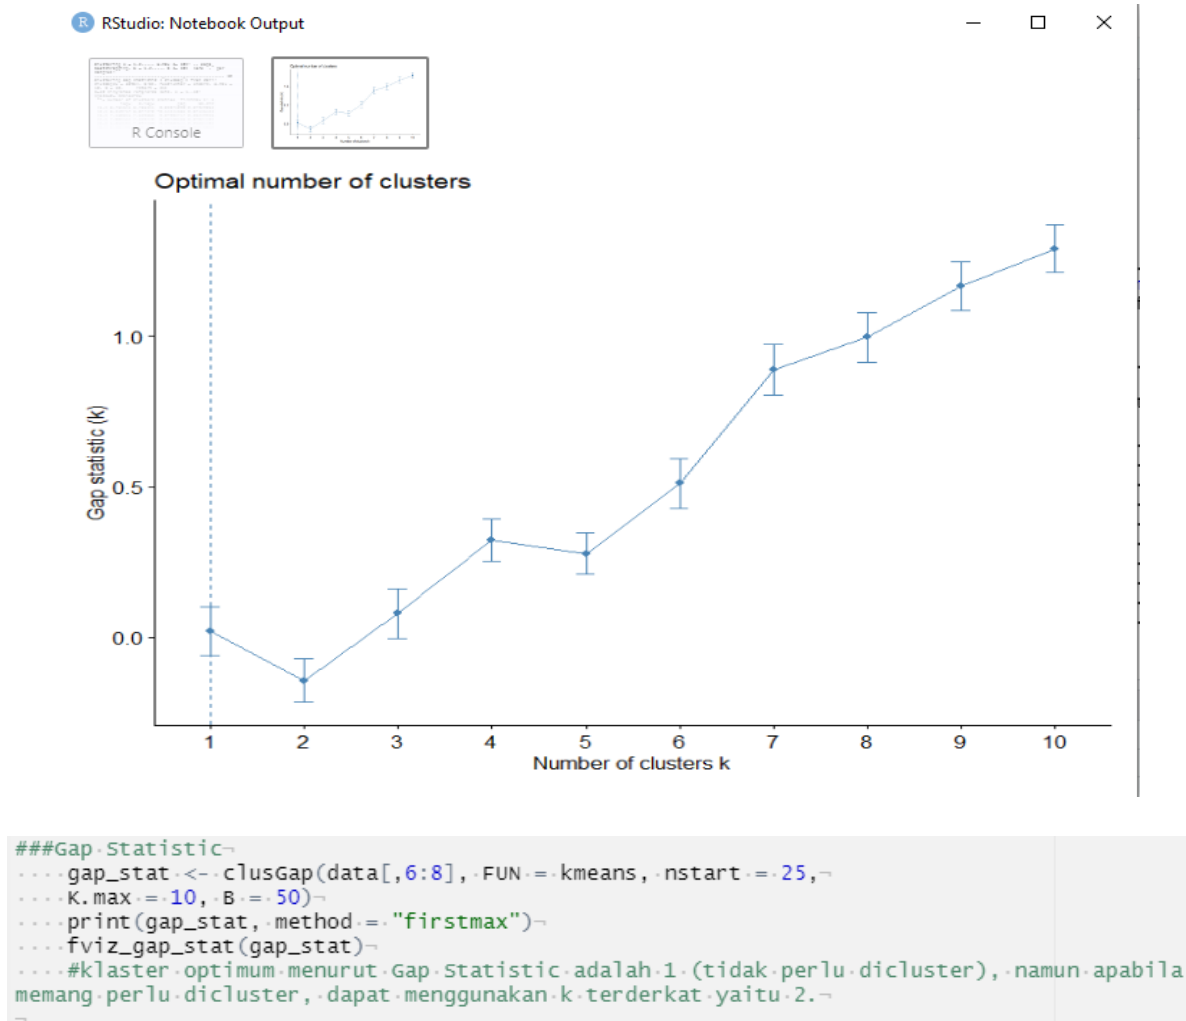 R RStudio: Notebook Output
R Console
Optimal number of clusters
1.0
0.5
0.0
Gap statistic (k)
1 2 3 4 5 6 7 8 9 10
Number of clusters k
###Gap Statistic
gap_stat <- clusGap(data[,6:8], FUN = kmeans, nstart = 25,
K.max = 10, B = 50)
print(gap_stat, method = "firstmax")
fviz_gap_stat(gap_stat)
#klaster optimum menurut Gap Statistic adalah 1 (tidak perlu dicluster), namun apabila
memang perlu dicluster, dapat menggunakan k terderkat yaitu 2.